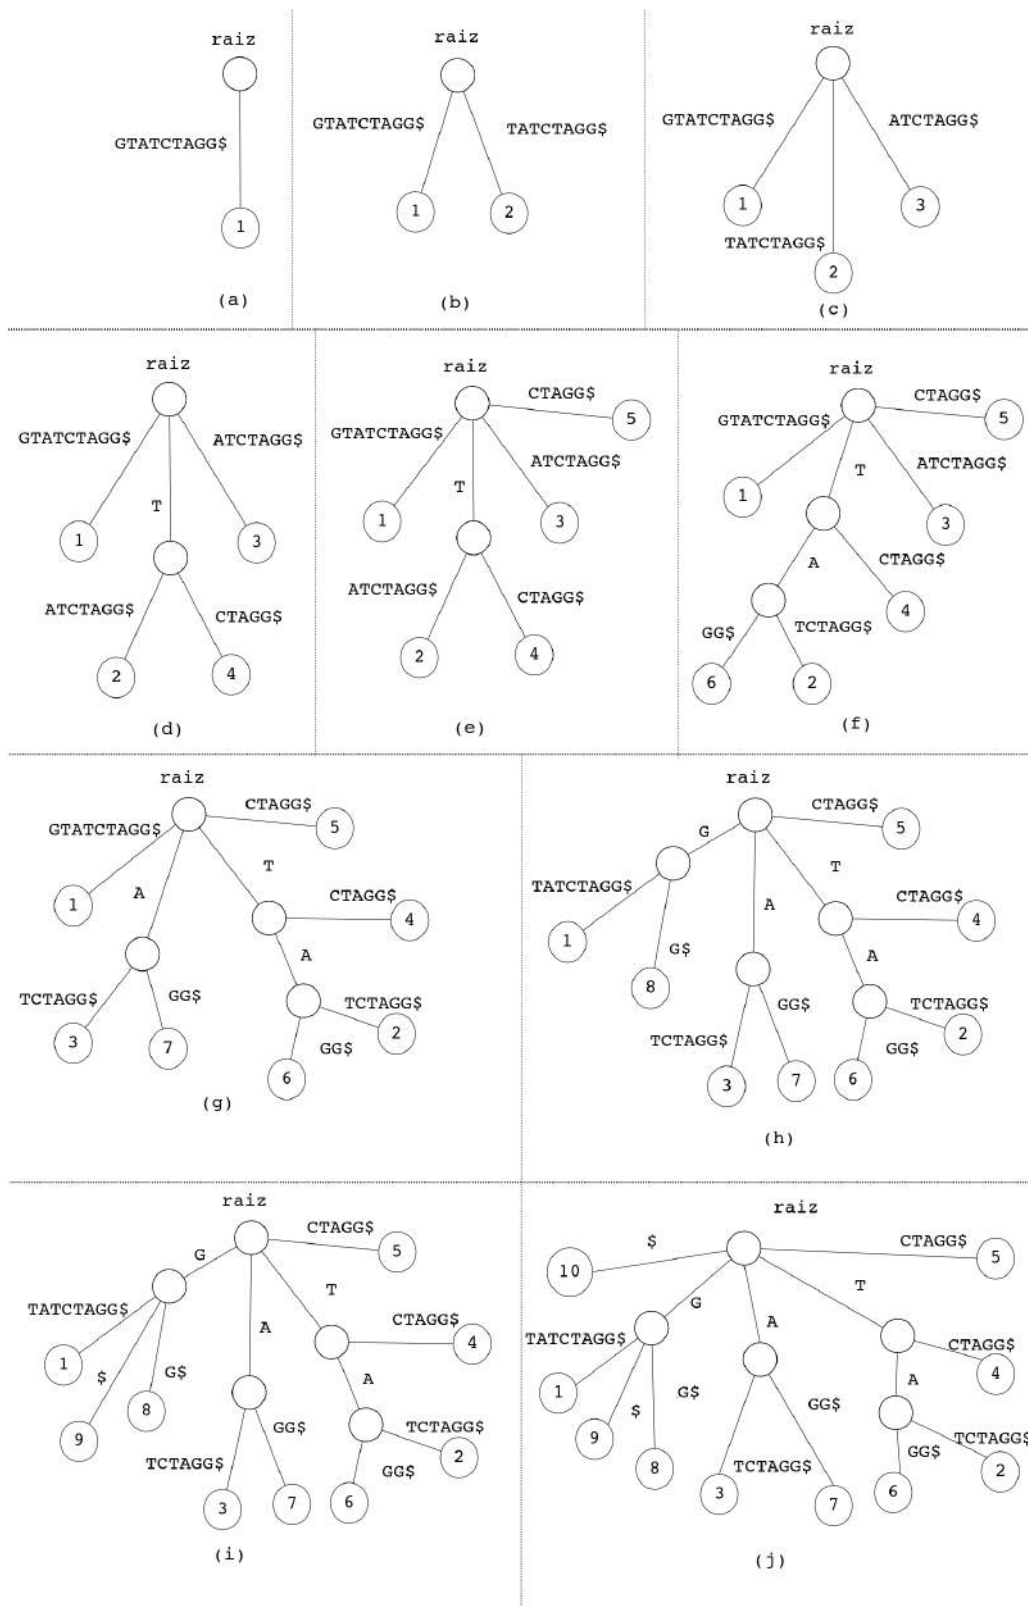 raiz
GTATCTAGG$
1
(a)
raiz
GTATCTAGG$
TATCTAGG$
1
2
(b)
raiz
GTATCTAGG$
ATCTAGG$
1
3
TATCTAGG$
2
(c)
raiz
GTATCTAGG$
ATCTAGG$
T
1
3
ATCTAGG$
CTAGG$
2
4
(d)
raiz
CTAGG$
5
GTATCTAGG$
ATCTAGG$
T
1
3
ATCTAGG$
CTAGG$
2
4
(e)
raiz
CTAGG$
5
GTATCTAGG$
T
ATCTAGG$
1
3
A
CTAGG$
4
GG$
TCTAGG$
6
2
(f)
raiz
CTAGG$
5
GTATCTAGG$
T
A
1
CTAGG$
4
A
TCTAGG$
GG$
TCTAGG$
2
3
7
GG$
6
(g)
raiz
CTAGG$
5
G
T
TATCTAGG$
A
CTAGG$
4
1
G$
A
8
GG$
TCTAGG$
2
TCTAGG$
GG$
3
7
6
(h)
raiz
CTAGG$
5
G
T
TATCTAGG$
A
CTAGG$
4
1
$
G$
A
8
9
GG$
TCTAGG$
2
TCTAGG$
GG$
3
7
6
(i)
raiz
$
CTAGG$
10
5
T
G
A
TATCTAGG$
CTAGG$
4
1
G$
A
$
GG$
9
TCTAGG$
GG$
8
TCTAGG$
2
3
7
6
(j)